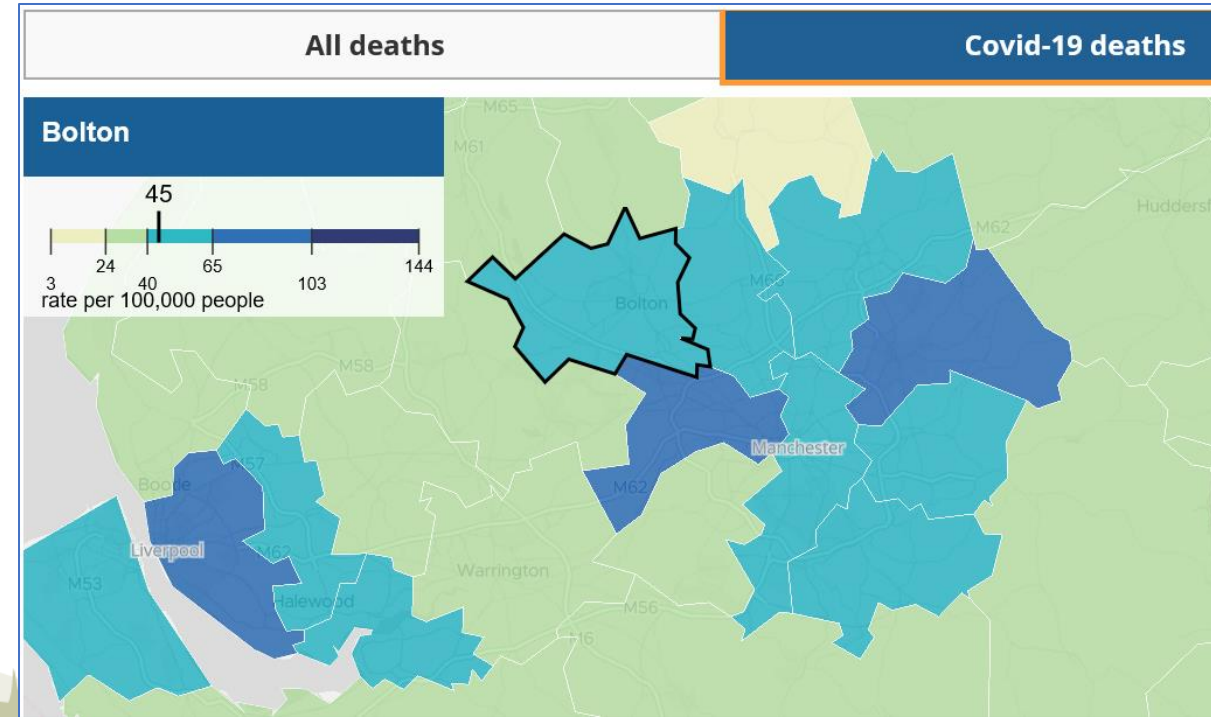 All deaths
Covid-19 deaths
Bolton
45
24 65 144
3 40 103
rate per 100,000 people
M65
M61
Huddersf
M62
M66
Bolton
M58
M58
Manchester
M57
M62
Boode
Liverpool
M62
Warrington
M53
Halewood
M56
M6